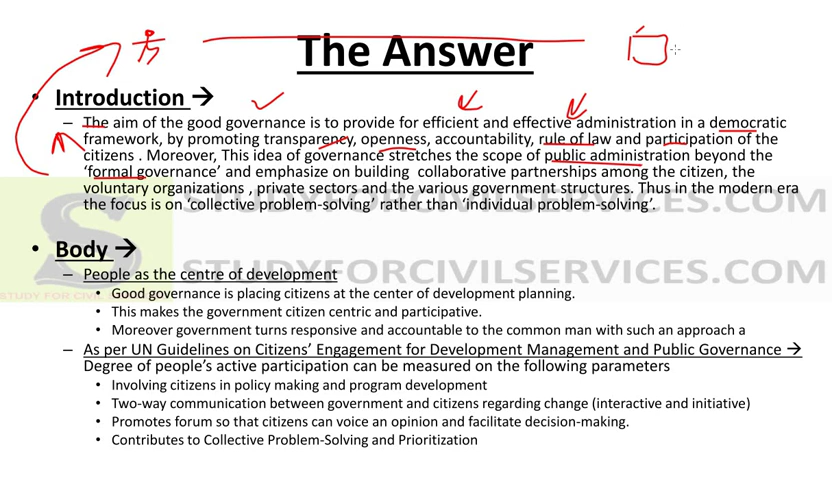 The Answer
• Introduction →
– The aim of the good governance is to provide for efficient and effective administration in a democratic
framework, by promoting transparency, openness, accountability, rule of law and participation of the
citizens . Moreover, This idea of governance stretches the scope of public administration beyond the
‘formal governance’ and emphasize on building collaborative partnerships among the citizen, the
voluntary organizations , private sectors and the various government structures. Thus in the modern era
the focus is on ‘collective problem-solving’ rather than ‘individual problem-solving’.
STUDYFORCIVILSERVICES.COM
• Body →
– People as the centre of development
STUDYFORCIVILSERVICES.COM
• Good governance is placing citizens at the center of development planning.
• This makes the government citizen centric and participative.
• Moreover government turns responsive and accountable to the common man with such an approach a
– As per UN Guidelines on Citizens’ Engagement for Development Management and Public Governance →
Degree of people’s active participation can be measured on the following parameters
• Involving citizens in policy making and program development
• Two-way communication between government and citizens regarding change (interactive and initiative)
• Promotes forum so that citizens can voice an opinion and facilitate decision-making.
• Contributes to Collective Problem-Solving and Prioritization